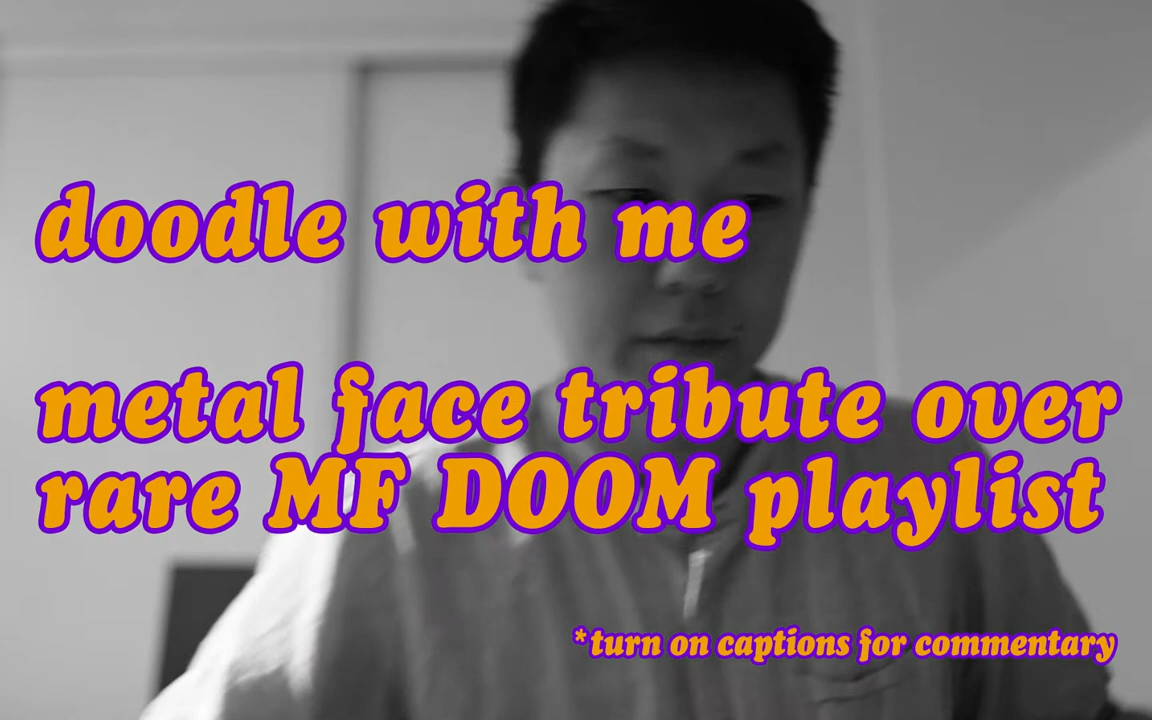 doodle with me
metal face tribute over
rare MF DOOM playlist
*turn on captions for commentary